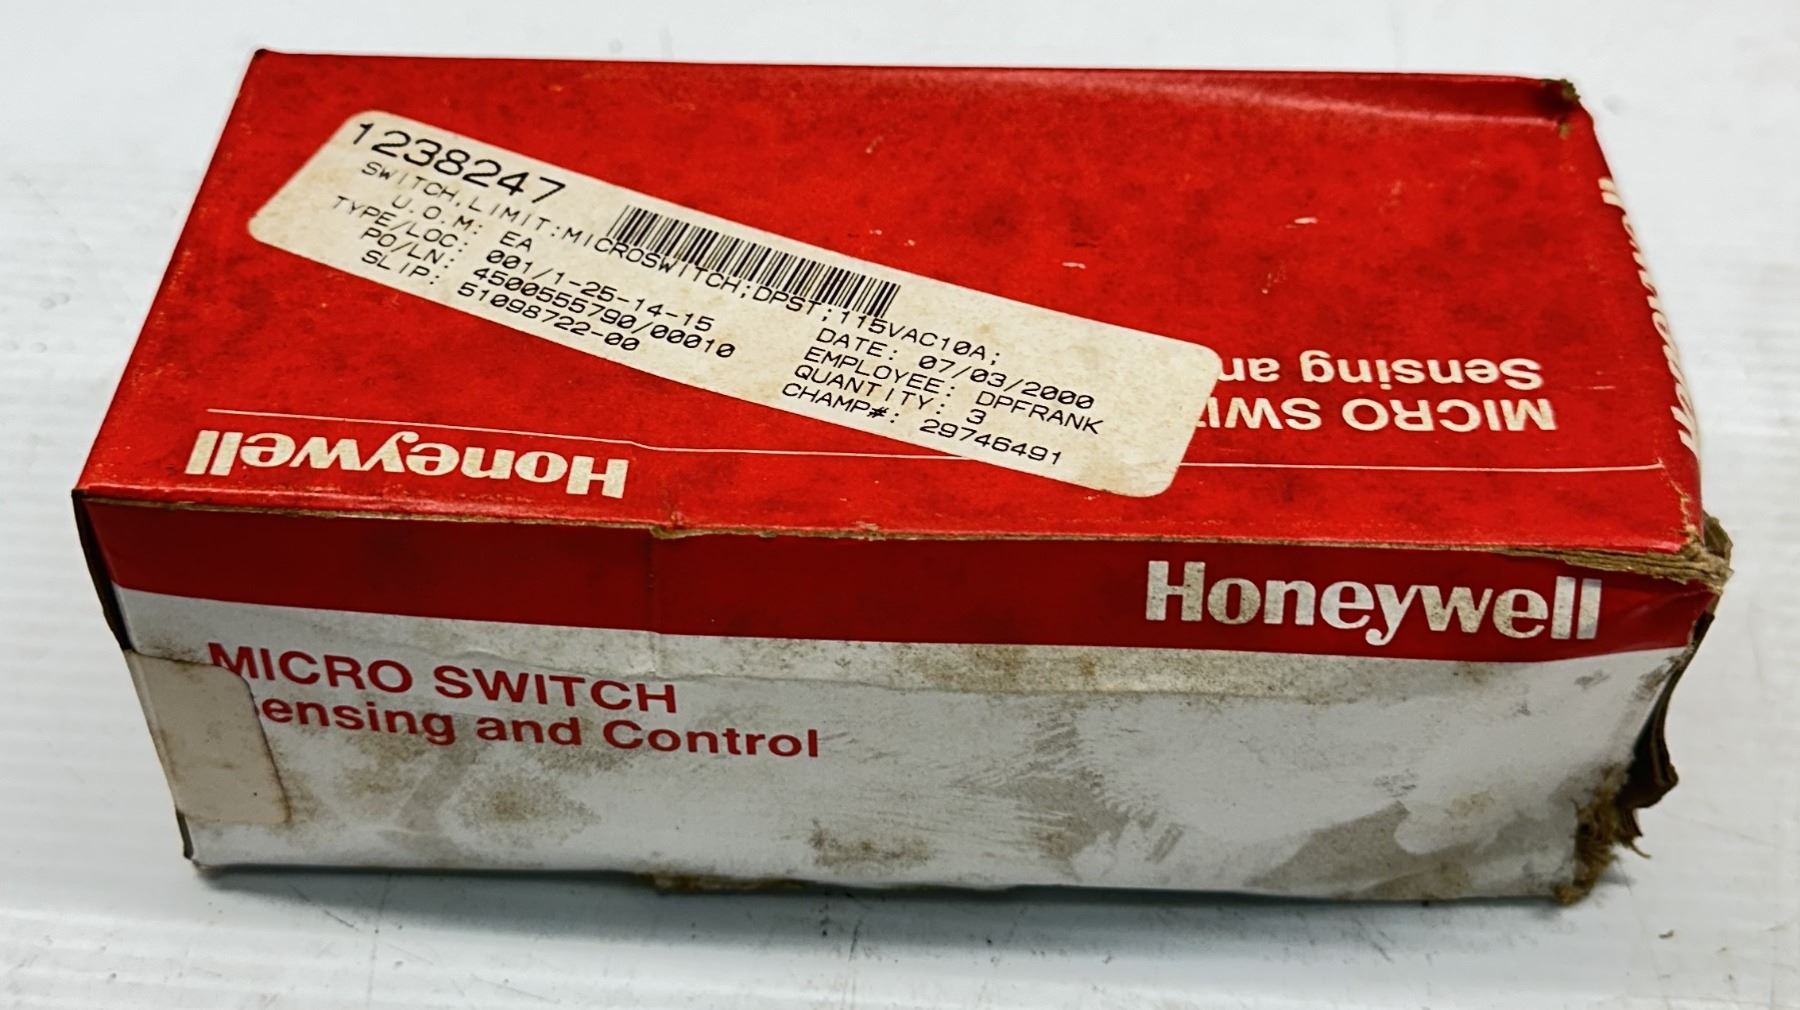 1238247
SWITCH,LIMIT:MICROSWITCH;DPST;115VAC10A;
U.O.M: EA
TYPE/LOC: 001/1-25-14-15
PO/LN: 4500555790/00010
SLIP: 51098722-00
DATE: 07/03/2000
EMPLOYEE: DPFRANK
QUANTITY: 3
CHAMP#: 29746491
Honeywell
MICRO SWI
Sensing an
Honeywell
Honeywell
MICRO SWITCH
ensing and Control